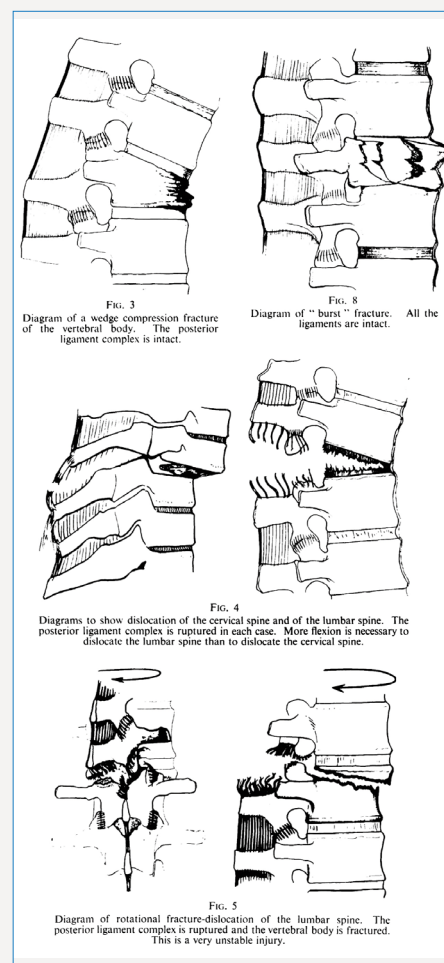 FIG. 3
Diagram of a wedge compression fracture
of the vertebral body. The posterior
ligament complex is intact.
FIG. 8
Diagram of “ burst ” fracture. All the
ligaments are intact.
FIG. 4
Diagrams to show dislocation of the cervical spine and of the lumbar spine. The
posterior ligament complex is ruptured in each case. More flexion is necessary to
dislocate the lumbar spine than to dislocate the cervical spine.
FIG. 5
Diagram of rotational fracture-dislocation of the lumbar spine. The
posterior ligament complex is ruptured and the vertebral body is fractured.
This is a very unstable injury.